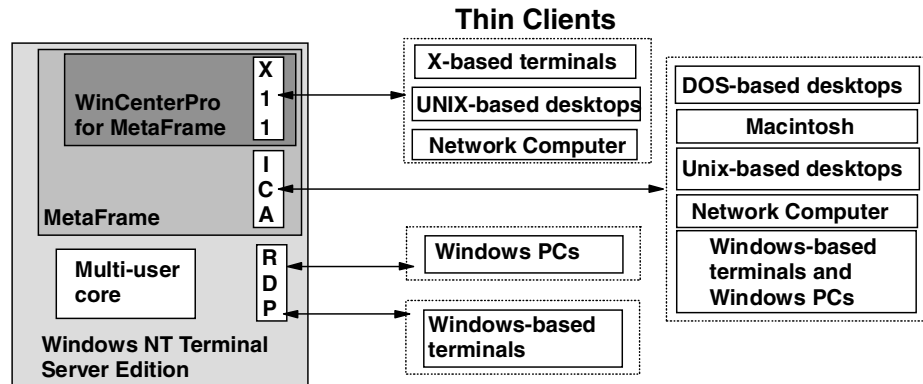 Thin Clients
WinCenterPro
for MetaFrame
X
1
1
MetaFrame
I
C
A
Multi-user
core
R
D
P
Windows NT Terminal
Server Edition
X-based terminals
UNIX-based desktops
Network Computer
Windows PCs
Windows-based
terminals
DOS-based desktops
Macintosh
Unix-based desktops
Network Computer
Windows-based
terminals and
Windows PCs